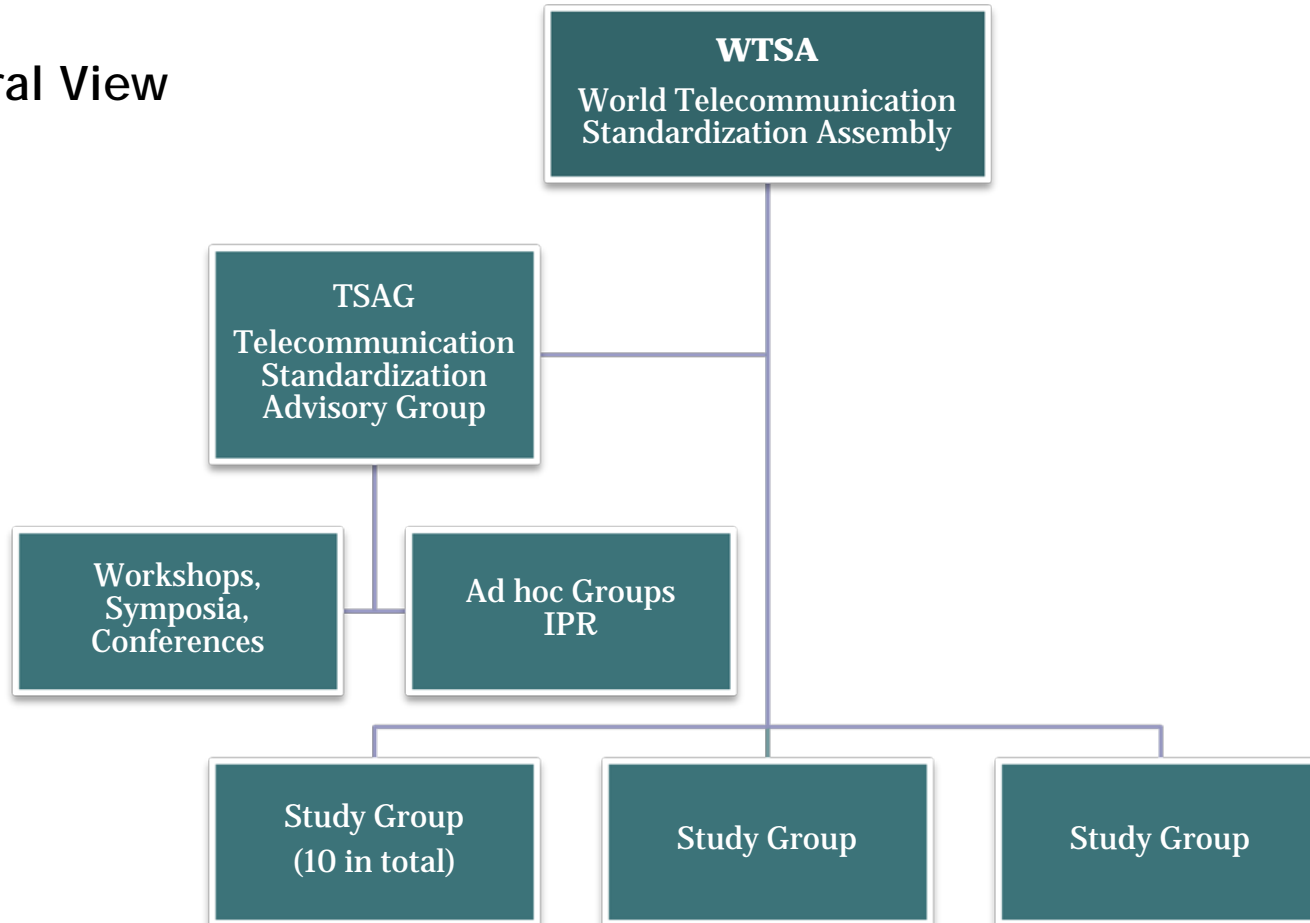 ral View
WTSA
World Telecommunication
Standardization Assembly
TSAG
Telecommunication
Standardization
Advisory Group
Workshops,
Symposia,
Conferences
Ad hoc Groups
IPR
Study Group
(10 in total)
Study Group
Study Group